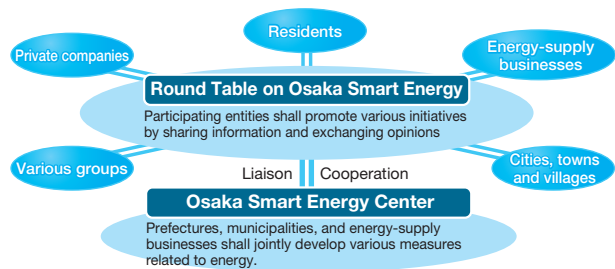 Residents
Private companies
Energy-supply
businesses
Round Table on Osaka Smart Energy
Participating entities shall promote various initiatives
by sharing information and exchanging opinions
Various groups
Liaison
Cooperation
Cities, towns
and villages
Osaka Smart Energy Center
Prefectures, municipalities, and energy-supply
businesses shall jointly develop various measures
related to energy.